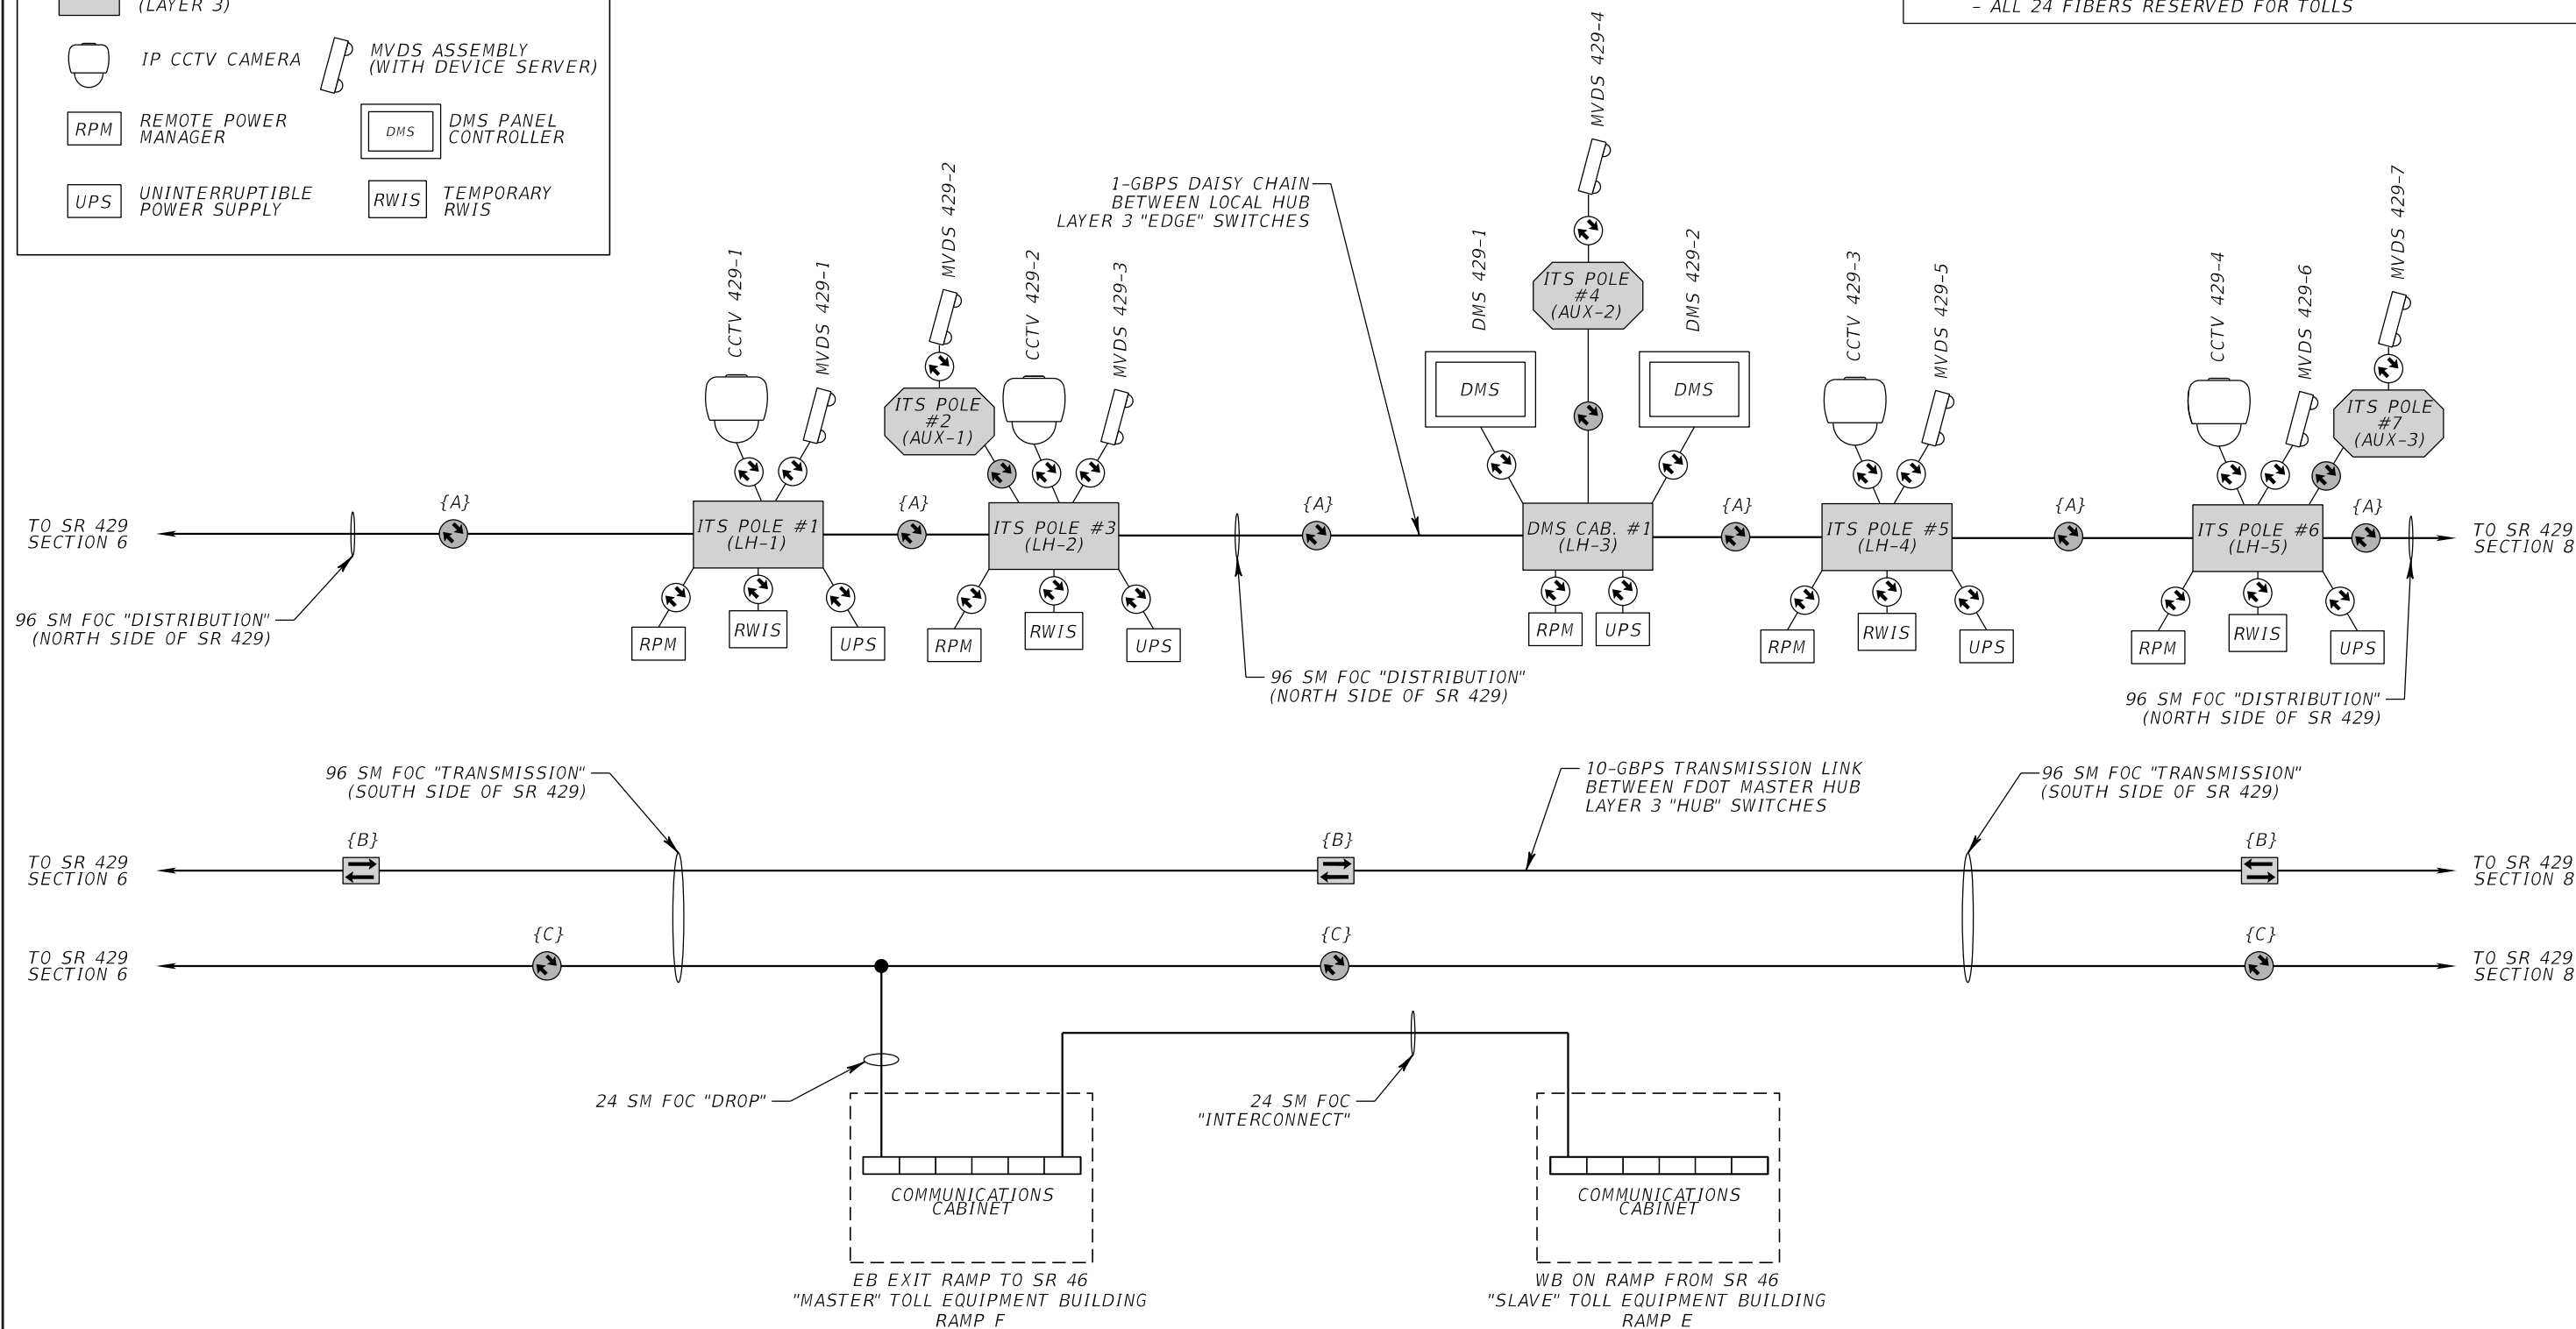 (LAYER 3)
IP CCTV CAMERA
MVDS ASSEMBLY
(WITH DEVICE SERVER)
RPM
REMOTE POWER
MANAGER
DMS
DMS PANEL
CONTROLLER
UPS
UNINTERRUPTIBLE
POWER SUPPLY
RWIS
TEMPORARY
RWIS
- ALL 24 FIBERS RESERVED FOR TOLLS
1-GBPS DAISY CHAIN
BETWEEN LOCAL HUB
LAYER 3 "EDGE" SWITCHES
CCTV 429-1
MVDS 429-1
MVDS 429-2
CCTV 429-2
MVDS 429-3
DMS 429-1
MVDS 429-4
DMS 429-2
CCTV 429-3
MVDS 429-5
CCTV 429-4
MVDS 429-6
MVDS 429-7
ITS POLE
#2
(AUX-1)
DMS
ITS POLE
#4
(AUX-2)
DMS
ITS POLE
#7
(AUX-3)
TO SR 429
SECTION 6
{A}
ITS POLE #1
(LH-1)
{A}
ITS POLE #3
(LH-2)
{A}
DMS CAB. #1
(LH-3)
{A}
ITS POLE #5
(LH-4)
{A}
ITS POLE #6
(LH-5)
{A}
TO SR 429
SECTION 8
96 SM FOC "DISTRIBUTION"
(NORTH SIDE OF SR 429)
RPM
RWIS
UPS
RPM
RWIS
UPS
RPM
UPS
RPM
RWIS
UPS
RPM
RWIS
UPS
96 SM FOC "DISTRIBUTION"
(NORTH SIDE OF SR 429)
96 SM FOC "DISTRIBUTION"
(NORTH SIDE OF SR 429)
96 SM FOC "TRANSMISSION"
(SOUTH SIDE OF SR 429)
10-GBPS TRANSMISSION LINK
BETWEEN FDOT MASTER HUB
LAYER 3 "HUB" SWITCHES
96 SM FOC "TRANSMISSION"
(SOUTH SIDE OF SR 429)
TO SR 429
SECTION 6
{B}
{B}
{B}
TO SR 429
SECTION 8
TO SR 429
SECTION 6
{C}
{C}
{C}
TO SR 429
SECTION 8
24 SM FOC "DROP"
24 SM FOC
"INTERCONNECT"
COMMUNICATIONS
CABINET
COMMUNICATIONS
CABINET
EB EXIT RAMP TO SR 46
"MASTER" TOLL EQUIPMENT BUILDING
RAMP F
WB ON RAMP FROM SR 46
"SLAVE" TOLL EQUIPMENT BUILDING
RAMP E